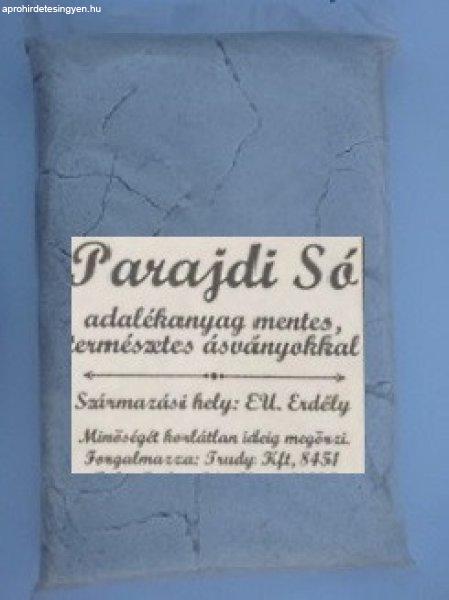 aprohirdetesingyen.hu
Parajdi Só
adalékanyag mentes,
természetes ásványokkal
Származási hely: EU. Erdély
Minőségét korlátlan ideig megőrzi.
Forgalmazza: Trudy Kft, 8451